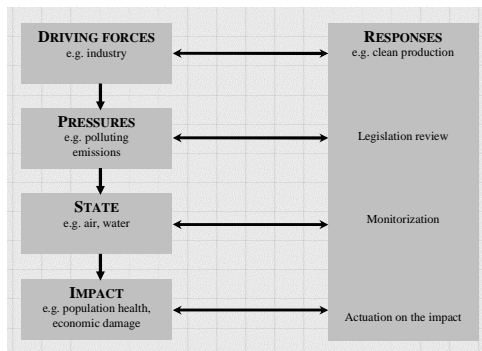 DRIVING FORCES
e.g. industry
PRESSURES
e.g. polluting
emissions
STATE
e.g. air, water
IMPACT
e.g. population health,
economic damage
RESPONSES
e.g. clean production
Legislation review
Monitorization
Actuation on the impact